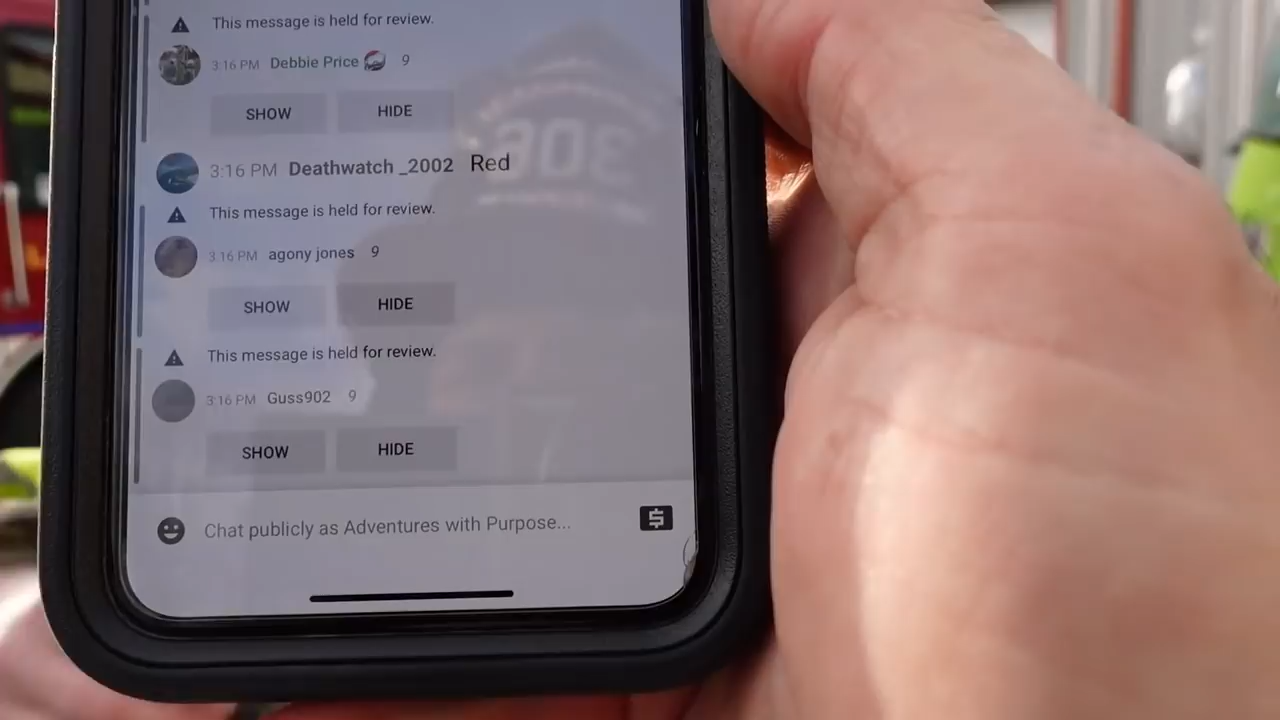 This message is held for review.
3:16 PM Debbie Price 9
SHOW HIDE
3:16 PM Deathwatch _2002 Red
This message is held for review.
3:16 PM agony jones 9
SHOW HIDE
This message is held for review.
3:16 PM Guss902 9
SHOW HIDE
Chat publicly as Adventures with Purpose...